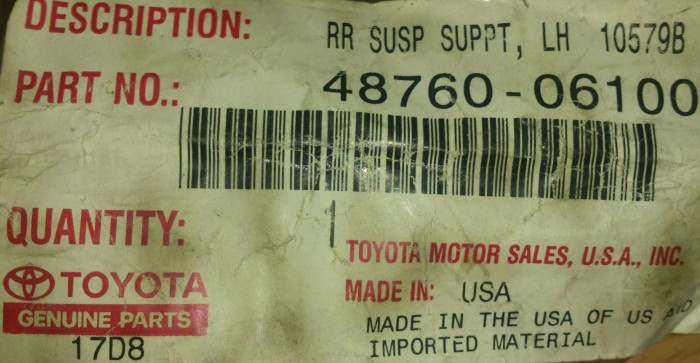 DESCRIPTION: RR SUSP SUPPT, LH 10579B
PART NO.: 48760-06100
QUANTITY: 1
TOYOTA MOTOR SALES, U.S.A., INC.
TOYOTA MADE IN: USA
GENUINE PARTS
MADE IN THE USA OF US AND
17D8 IMPORTED MATERIAL